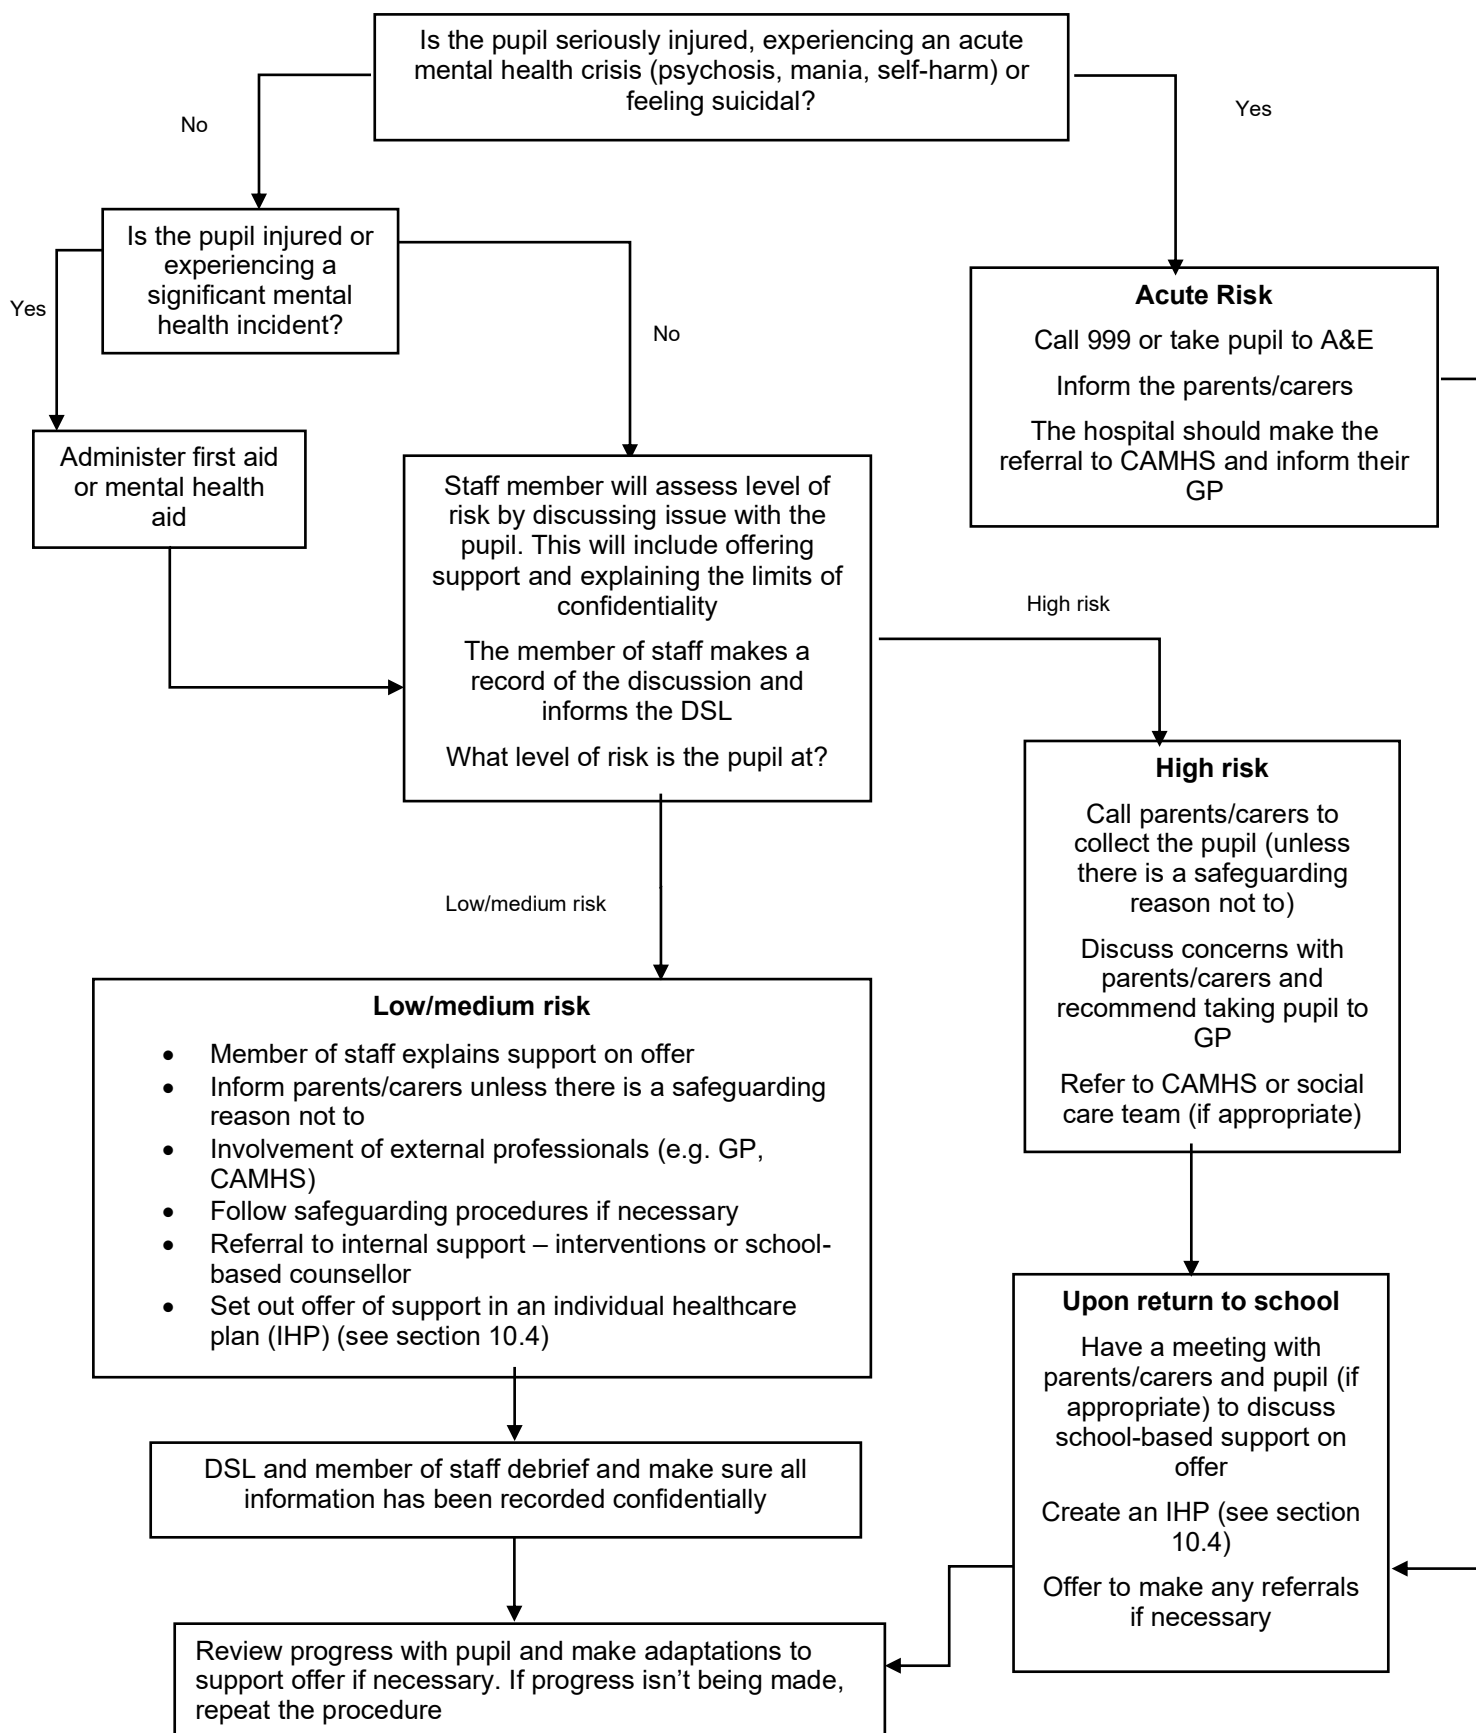 Is the pupil seriously injured, experiencing an acute
mental health crisis (psychosis, mania, self-harm) or
feeling suicidal?
No
Yes
Is the pupil injured or
experiencing a
significant mental
health incident?
Yes
No
Acute Risk
Call 999 or take pupil to A&E
Inform the parents/carers
The hospital should make the
referral to CAMHS and inform their
GP
Administer first aid
or mental health
aid
Staff member will assess level of
risk by discussing issue with the
pupil. This will include offering
support and explaining the limits of
confidentiality
The member of staff makes a
record of the discussion and
informs the DSL
What level of risk is the pupil at?
High risk
High risk
Call parents/carers to
collect the pupil (unless
there is a safeguarding
reason not to)
Discuss concerns with
parents/carers and
recommend taking pupil to
GP
Refer to CAMHS or social
care team (if appropriate)
Low/medium risk
Low/medium risk
• Member of staff explains support on offer
• Inform parents/carers unless there is a safeguarding
reason not to
• Involvement of external professionals (e.g. GP,
CAMHS)
• Follow safeguarding procedures if necessary
• Referral to internal support – interventions or school-
based counsellor
• Set out offer of support in an individual healthcare
plan (IHP) (see section 10.4)
Upon return to school
Have a meeting with
parents/carers and pupil (if
appropriate) to discuss
school-based support on
offer
Create an IHP (see section
10.4)
Offer to make any referrals
if necessary
DSL and member of staff debrief and make sure all
information has been recorded confidentially
Review progress with pupil and make adaptations to
support offer if necessary. If progress isn’t being made,
repeat the procedure